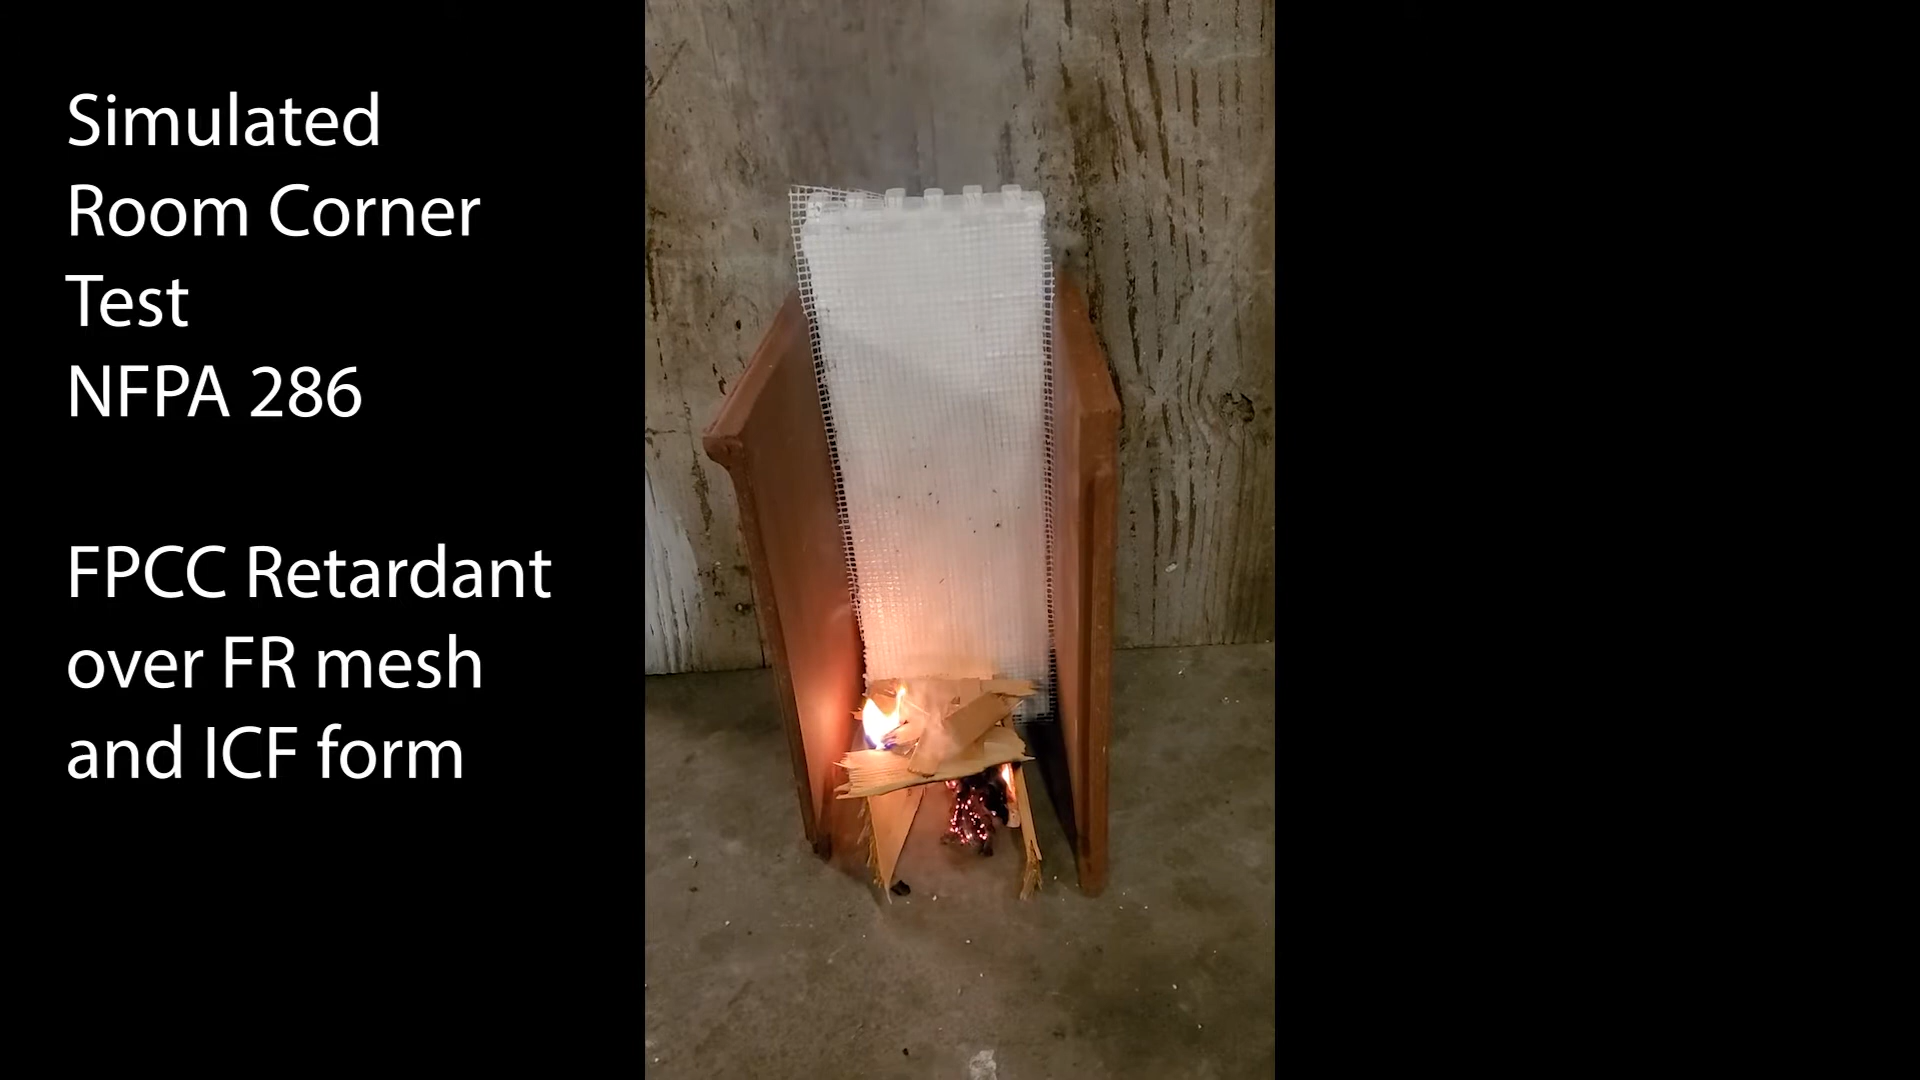 Simulated
Room Corner
Test
NFPA 286
FPCC Retardant
over FR mesh
and ICF form